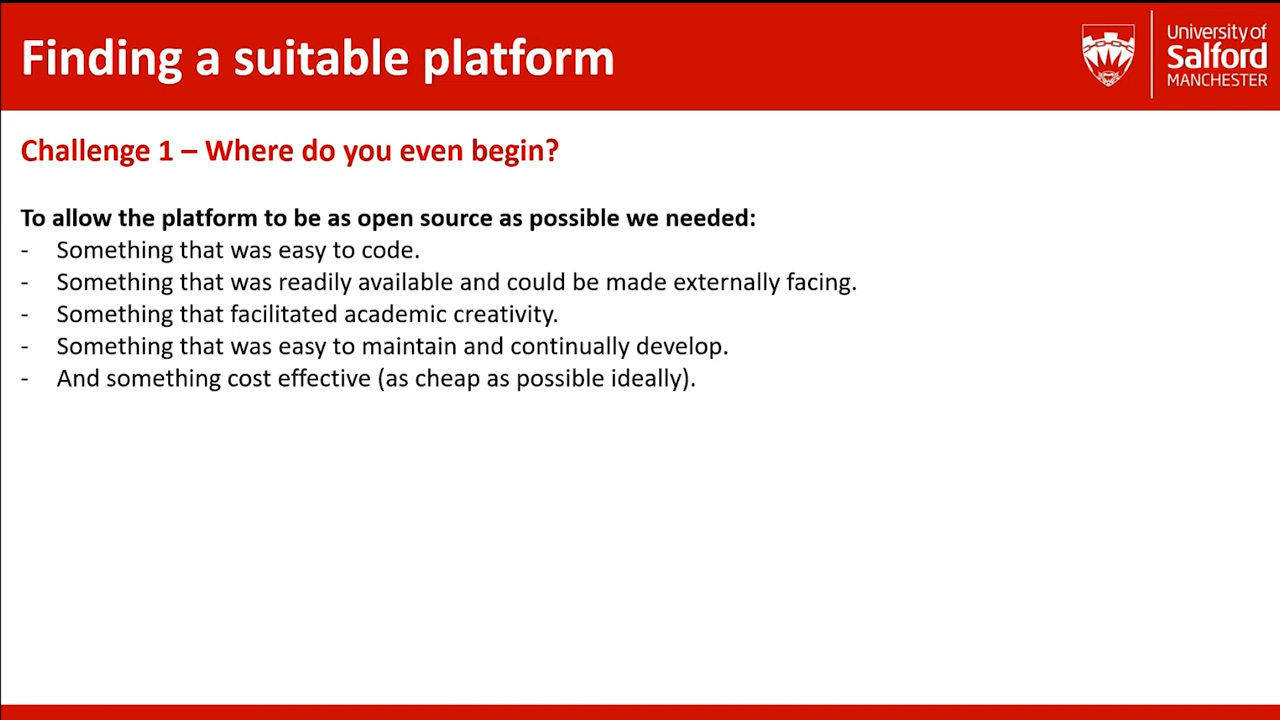 Finding a suitable platform
University of
Salford
MANCHESTER
Challenge 1 – Where do you even begin?
To allow the platform to be as open source as possible we needed:
- Something that was easy to code.
- Something that was readily available and could be made externally facing.
- Something that facilitated academic creativity.
- Something that was easy to maintain and continually develop.
- And something cost effective (as cheap as possible ideally).